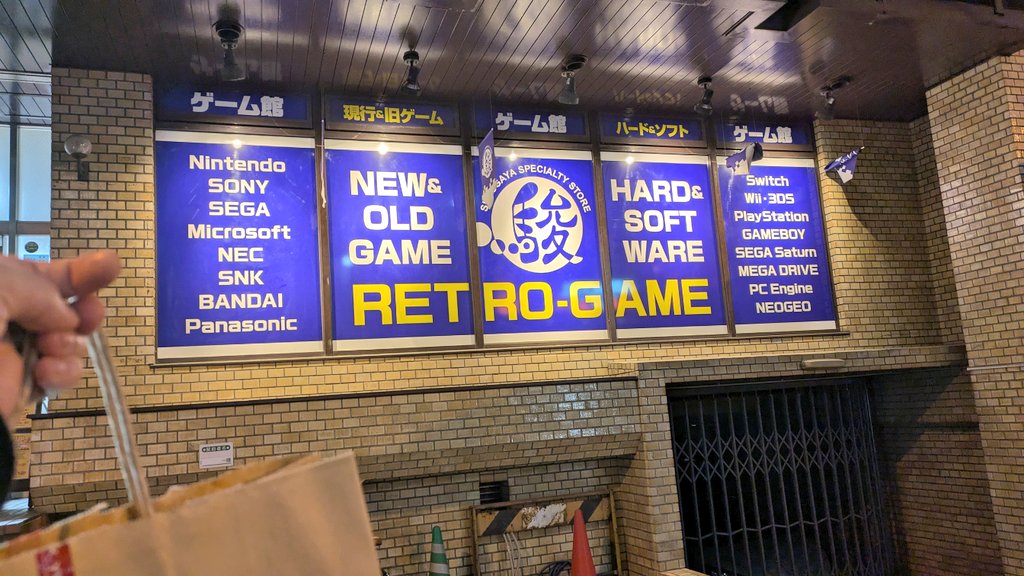 ゲーム館
現行&旧ゲーム
ゲーム館
ハード&ソフト
ゲーム館
Nintendo
SONY
SEGA
Microsoft
NEC
SNK
BANDAI
Panasonic
NEW&
OLD
GAME
SPECIALTY STORE
駿
HARD&
SOFT
WARE
RETRO-GAME
Switch
Wii・3DS
PlayStation
GAMEBOY
SEGA Saturn
MEGA DRIVE
PC Engine
NEOGEO